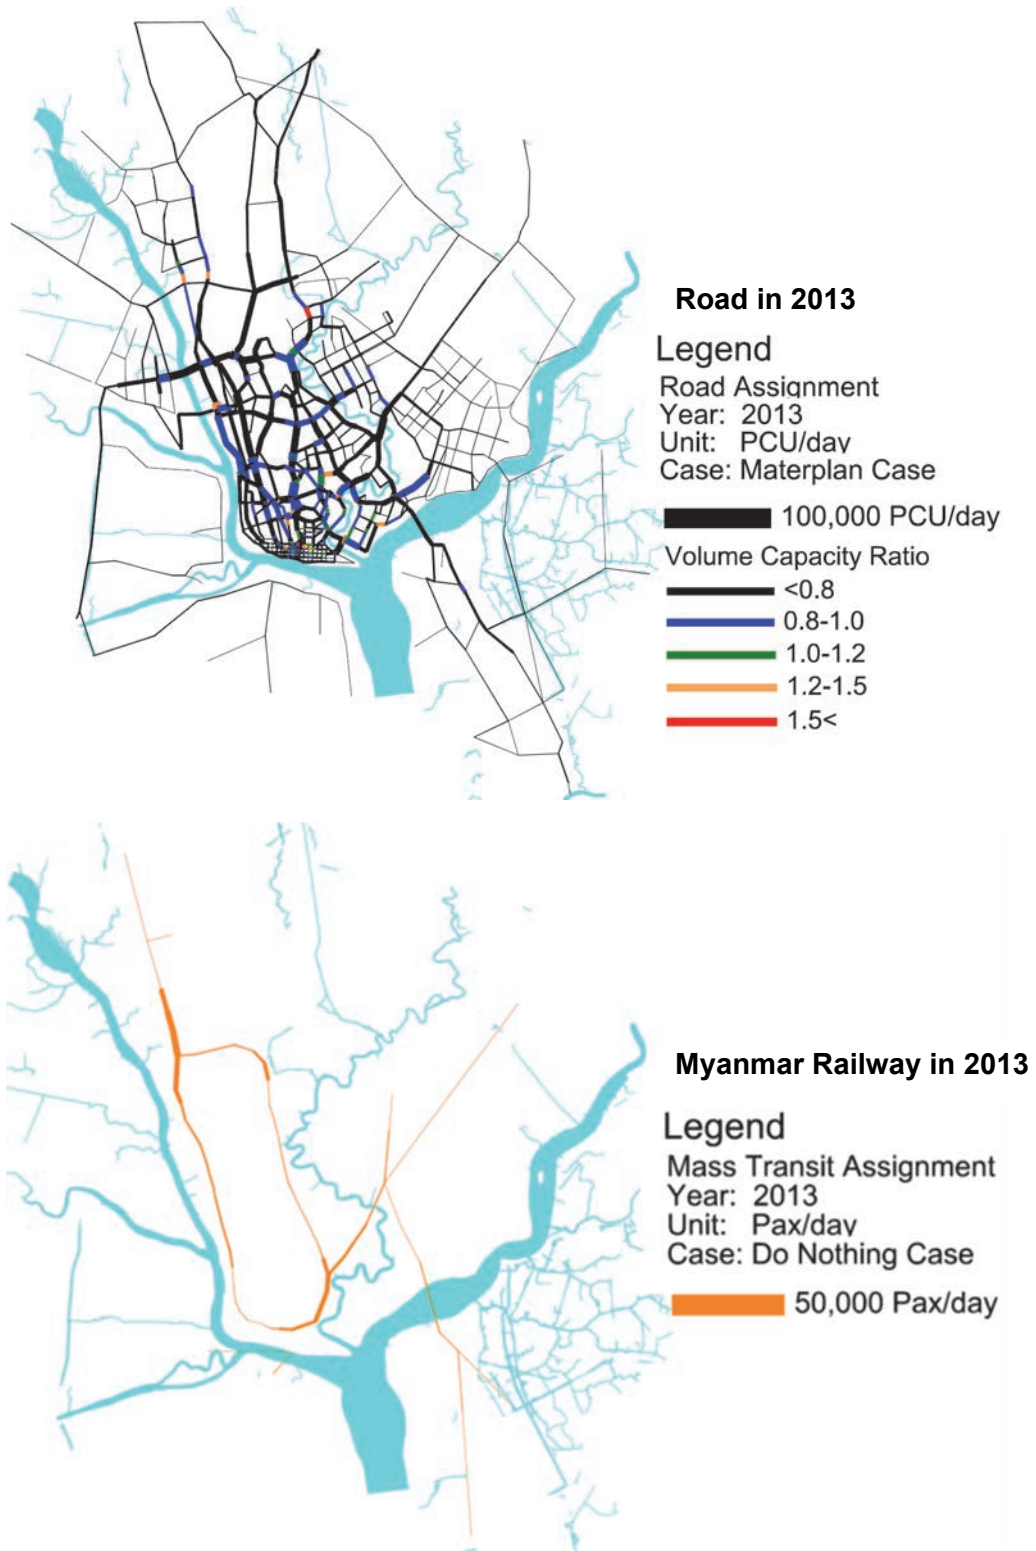 Road in 2013
Legend
Road Assignment
Year: 2013
Unit: PCU/day
Case: Materplan Case
100,000 PCU/day
Volume Capacity Ratio
<0.8
0.8-1.0
1.0-1.2
1.2-1.5
1.5<
Myanmar Railway in 2013
Legend
Mass Transit Assignment
Year: 2013
Unit: Pax/day
Case: Do Nothing Case
50,000 Pax/day